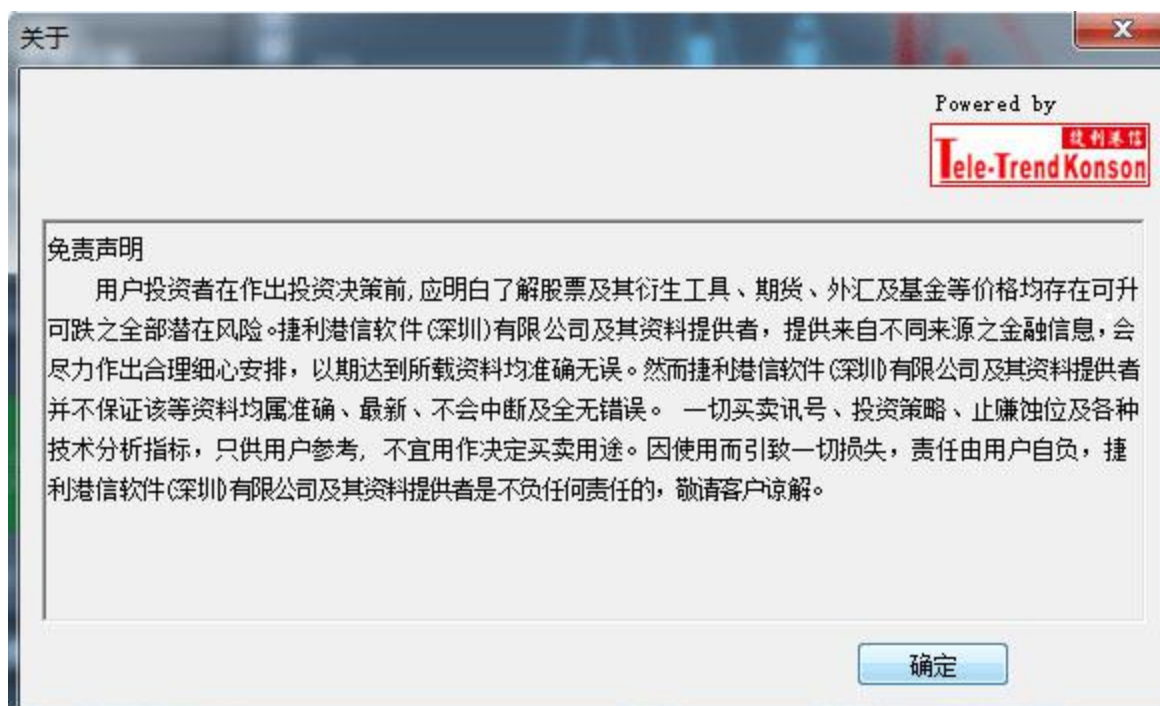 关于
Powered by
捷利港信
Tele-Trend Konson
免责声明
用户投资者在作出投资决策前,应明白了解股票及其衍生工具、期货、外汇及基金等价格均存在可升
可跌之全部潜在风险。捷利港信软件(深圳)有限公司及其资料提供者，提供来自不同来源之金融信息，会
尽力作出合理细心安排，以期达到所载资料均准确无误。然而捷利港信软件(深圳)有限公司及其资料提供者
并不保证该等资料均属准确、最新、不会中断及全无错误。 一切买卖讯号、投资策略、止赚蚀位及各种
技术分析指标，只供用户参考, 不宜用作决定买卖用途。因使用而引致一切损失，责任由用户自负，捷
利港信软件(深圳)有限公司及其资料提供者是不负任何责任的，敬请客户谅解。
确定